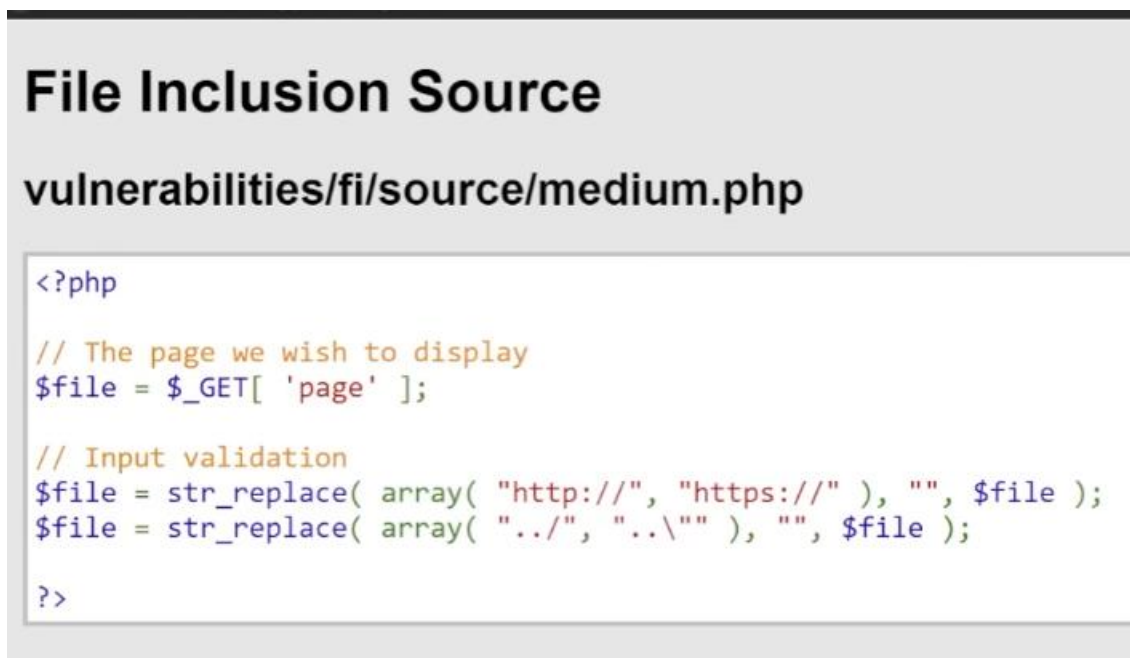 File Inclusion Source
vulnerabilities/fi/source/medium.php
<?php
// The page we wish to display
$file = $_GET[ 'page' ];
// Input validation
$file = str_replace( array( "http://", "https://" ), "", $file );
$file = str_replace( array( "../", "..\"" ), "", $file );
?>